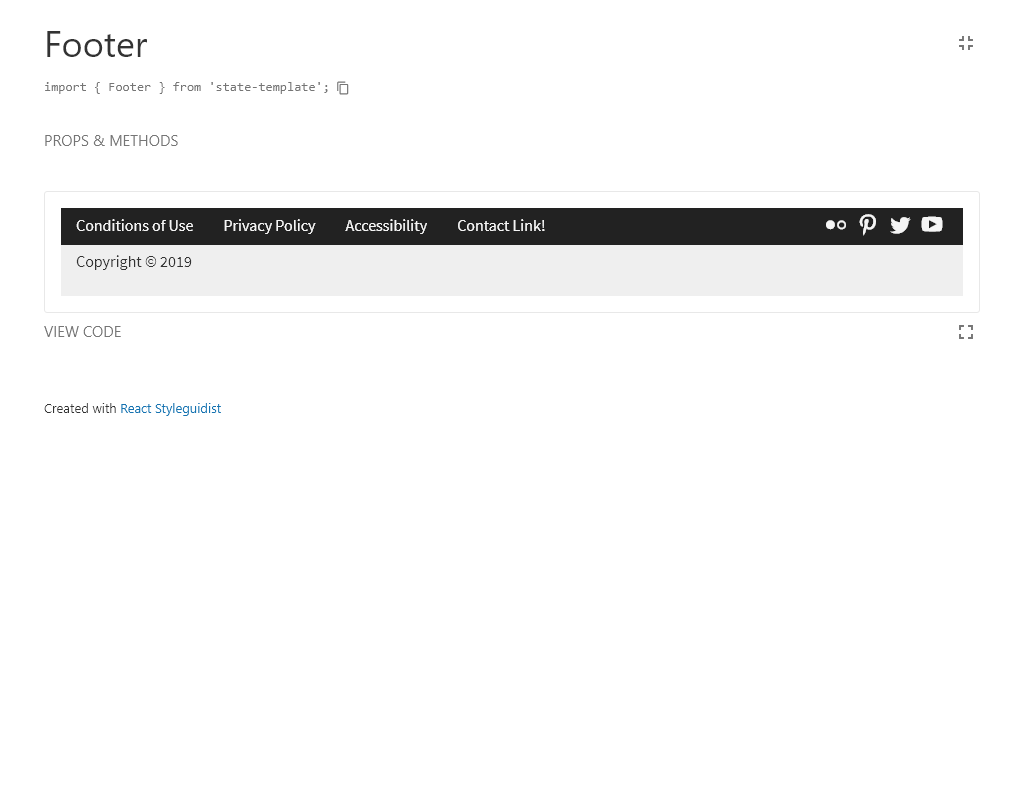 Footer
import { Footer } from 'state-template';
PROPS & METHODS
Conditions of Use Privacy Policy Accessibility Contact Link!
Copyright © 2019
VIEW CODE
Created with React Styleguidist